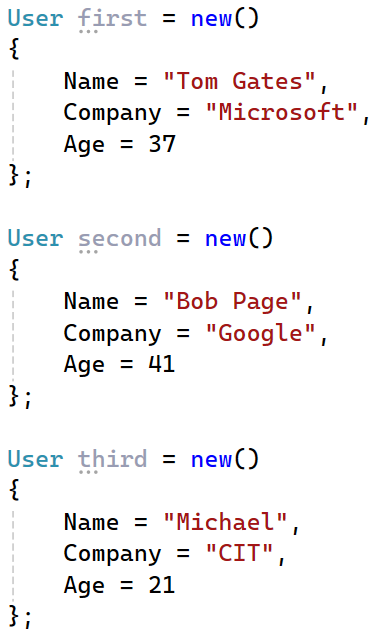 User first = new()
{
    Name = "Tom Gates",
    Company = "Microsoft",
    Age = 37
};

User second = new()
{
    Name = "Bob Page",
    Company = "Google",
    Age = 41
};

User third = new()
{
    Name = "Michael",
    Company = "CIT",
    Age = 21
};